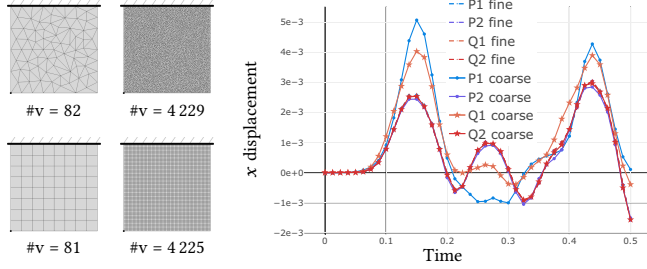 #v = 82
#v = 4 229
#v = 81
#v = 4 225
x displacement
5e−3
4e−3
3e−3
2e−3
1e−3
0e+0
−1e−3
−2e−3
P1 fine
P2 fine
Q1 fine
Q2 fine
P1 coarse
P2 coarse
Q1 coarse
Q2 coarse
0
0.1
0.2
0.3
0.4
0.5
Time